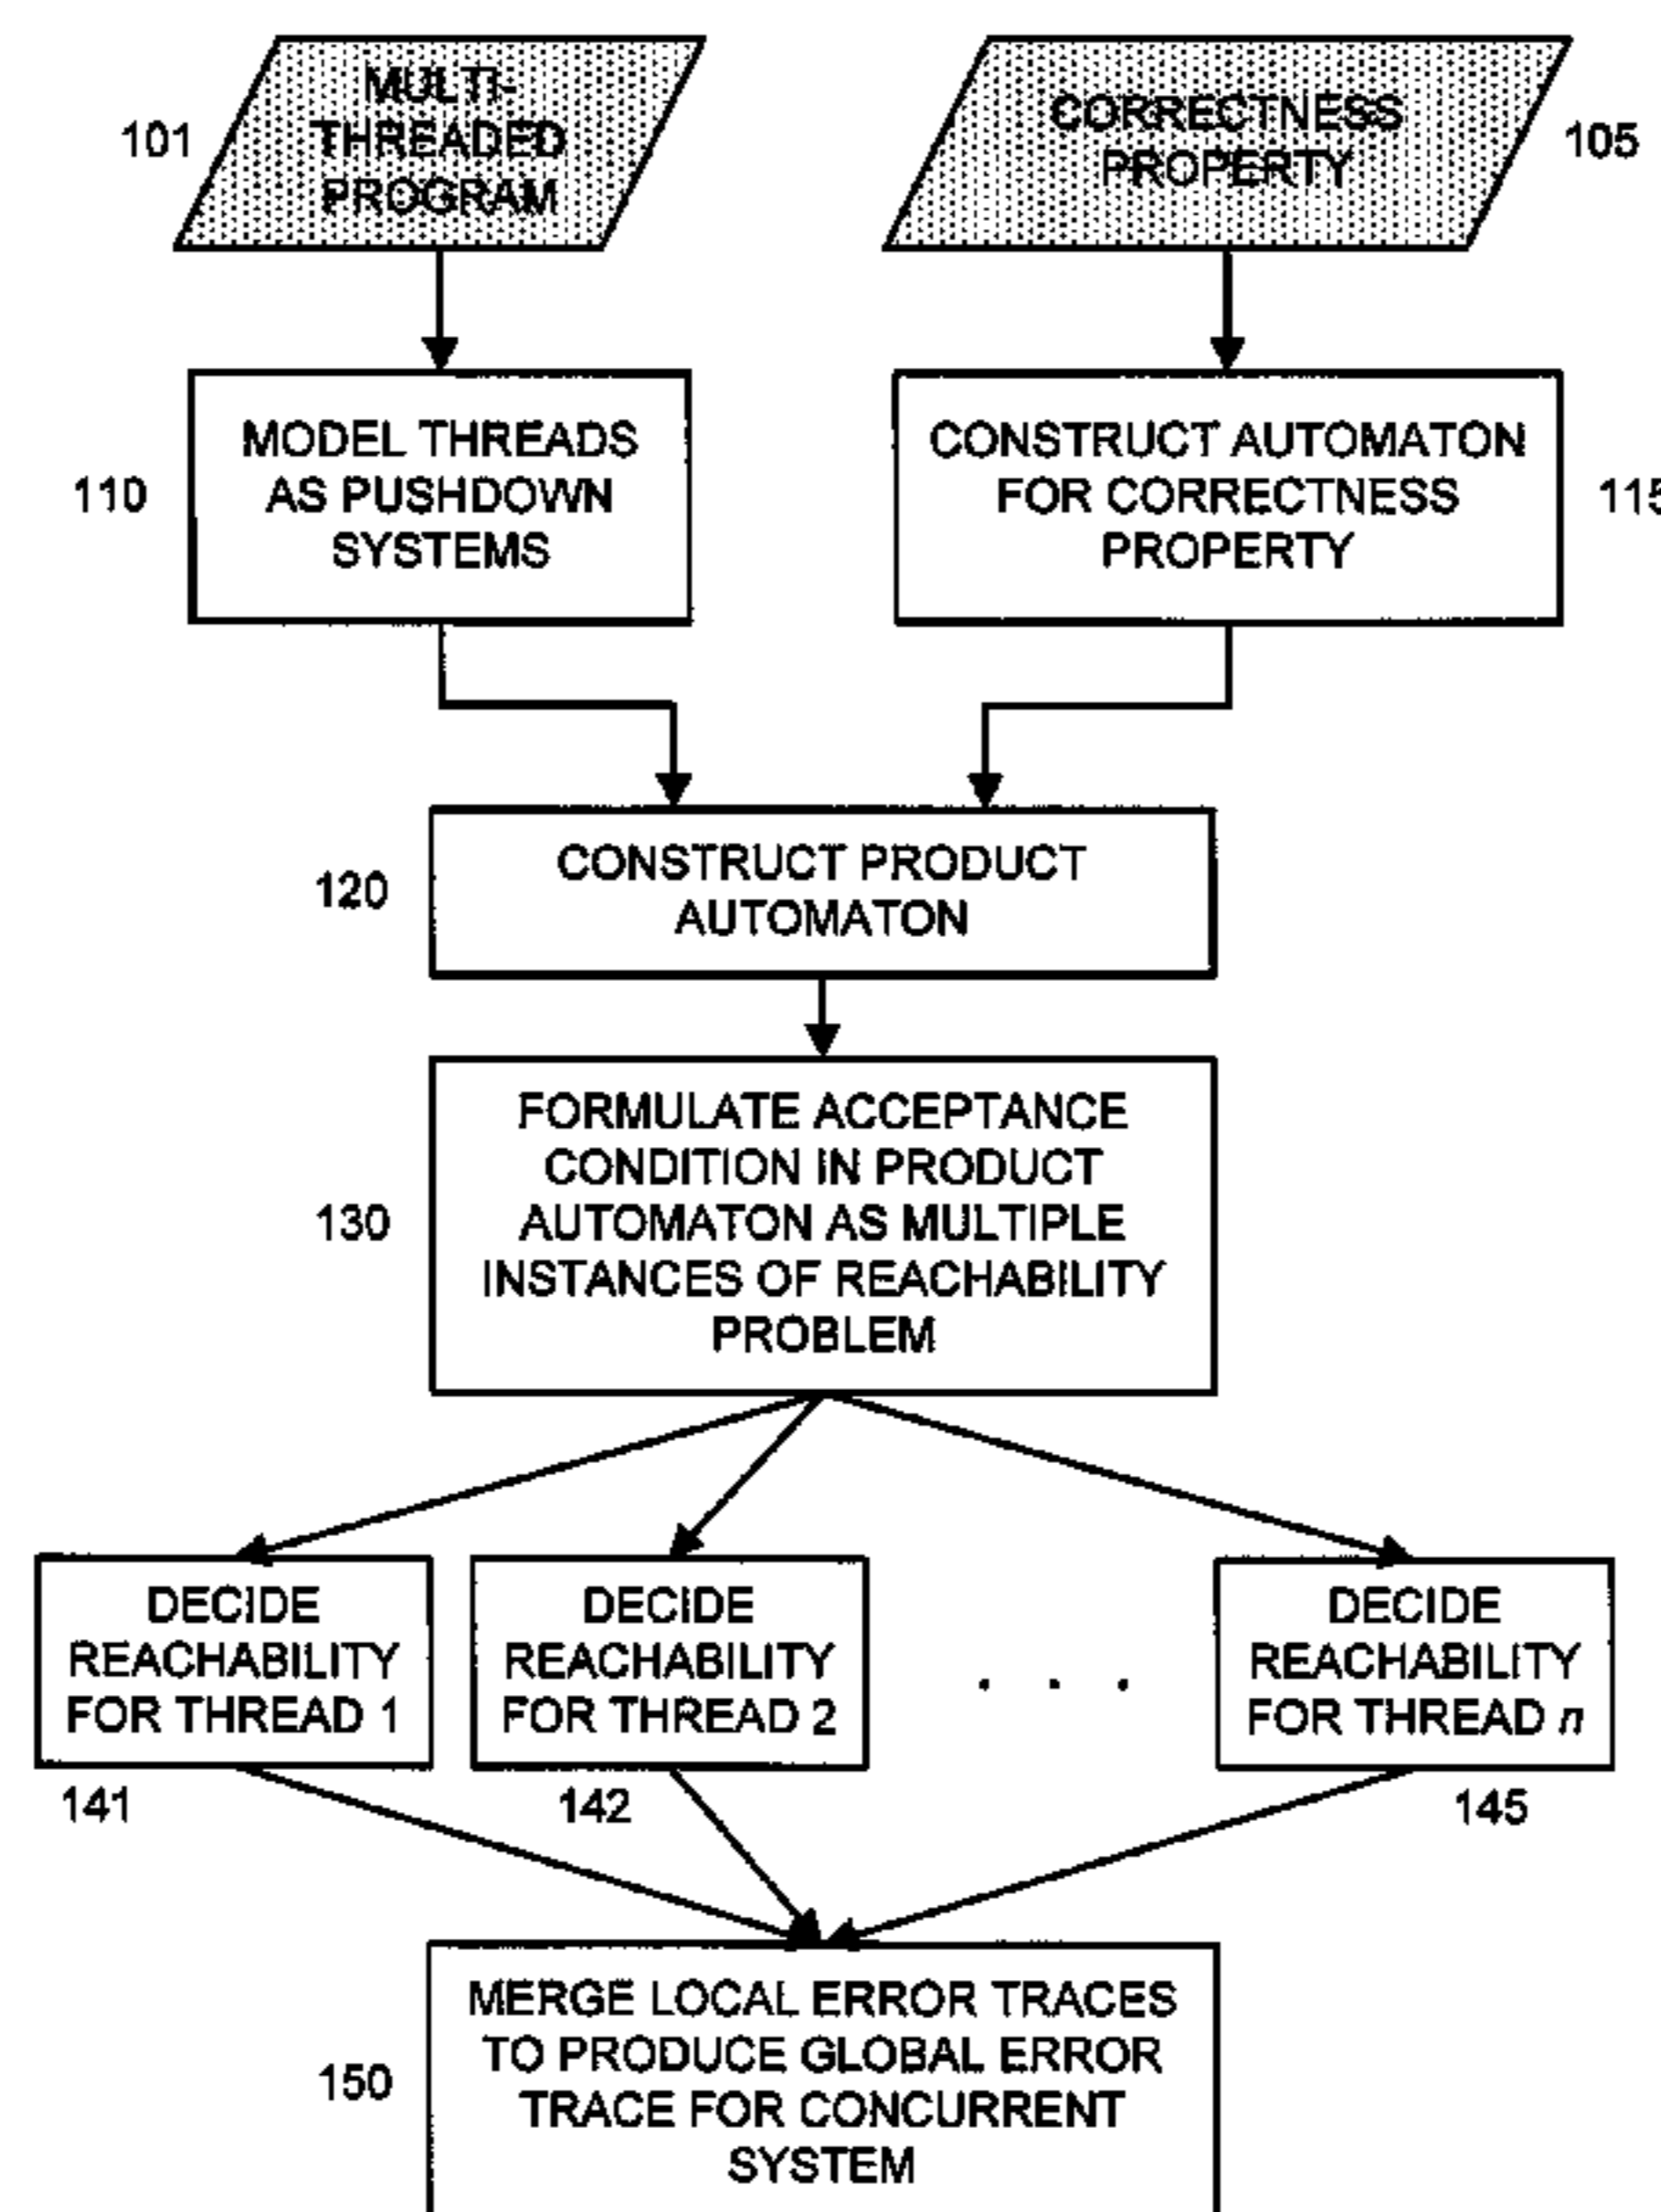 MULTI-
THREADED
PROGRAM
101
CORRECTNESS
PROPERTY
105
MODEL THREADS
AS PUSHDOWN
SYSTEMS
110
CONSTRUCT AUTOMATON
FOR CORRECTNESS
PROPERTY
115
CONSTRUCT PRODUCT
AUTOMATON
120
FORMULATE ACCEPTANCE
CONDITION IN PRODUCT
AUTOMATON AS MULTIPLE
INSTANCES OF REACHABILITY
PROBLEM
130
DECIDE
REACHABILITY
FOR THREAD 1
141
DECIDE
REACHABILITY
FOR THREAD 2
142
. . .
DECIDE
REACHABILITY
FOR THREAD n
145
MERGE LOCAL ERROR TRACES
TO PRODUCE GLOBAL ERROR
TRACE FOR CONCURRENT
SYSTEM
150